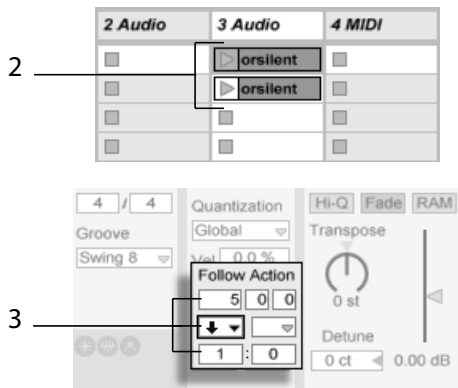 2 Audio 3 Audio 4 MIDI
2
orsilent
orsilent
4 / 4 Quantization Hi-Q Fade RAM
Groove Global Transpose
Swing 8 Vel 0.0 %
Follow Action
5 0 0 0 st
3
Detune
1 : 0 0 ct 0.00 dB